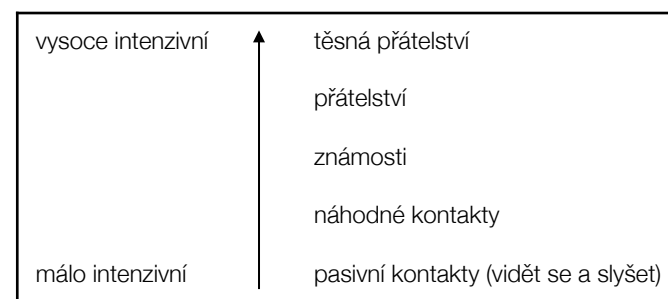 vysoce intenzivní těsná přátelství
přátelství
známosti
náhodné kontakty
málo intenzivní pasivní kontakty (vidět se a slyšet)